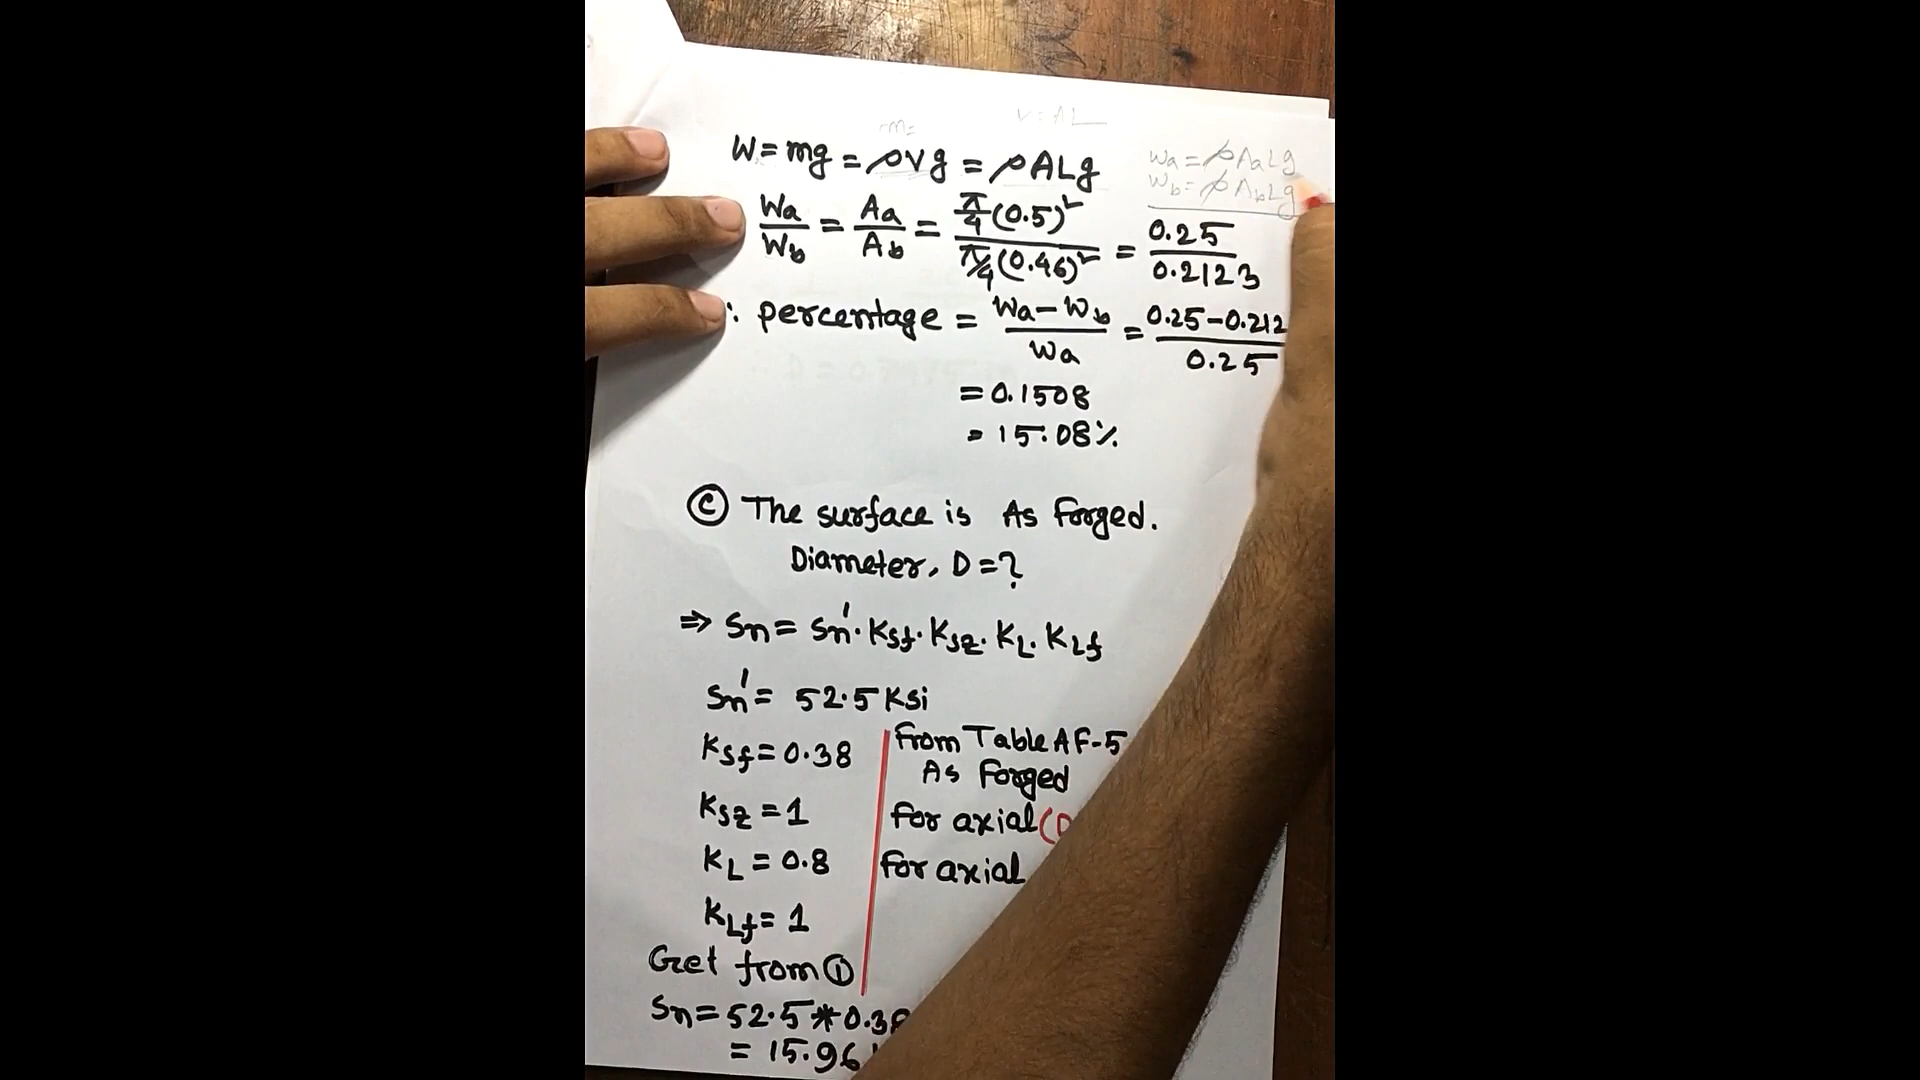 m=
V=AL
W=mg=ρVg=ρALg
Wa=ρAaLg
Wb=ρAbLg
Wa/Wb = Aa/Ab = π/4(0.5)²/π/4(0.46)² = 0.25/0.2123
∴ percentage = Wa-Wb/Wa = 0.25-0.212/0.25
=0.1508
=15.08%
Ⓒ The surface is As Forged.
Diameter, D=?
⇒ Sn=Sn'·Ksf·Ksz·KL·KLf
Sn'= 52.5 Ksi
Ksf=0.38 From Table AF-5
As Forged
Ksz=1 For axial
KL=0.8 For axial
KLf=1
Get from ①
Sn=52.5*0.38
= 15.96